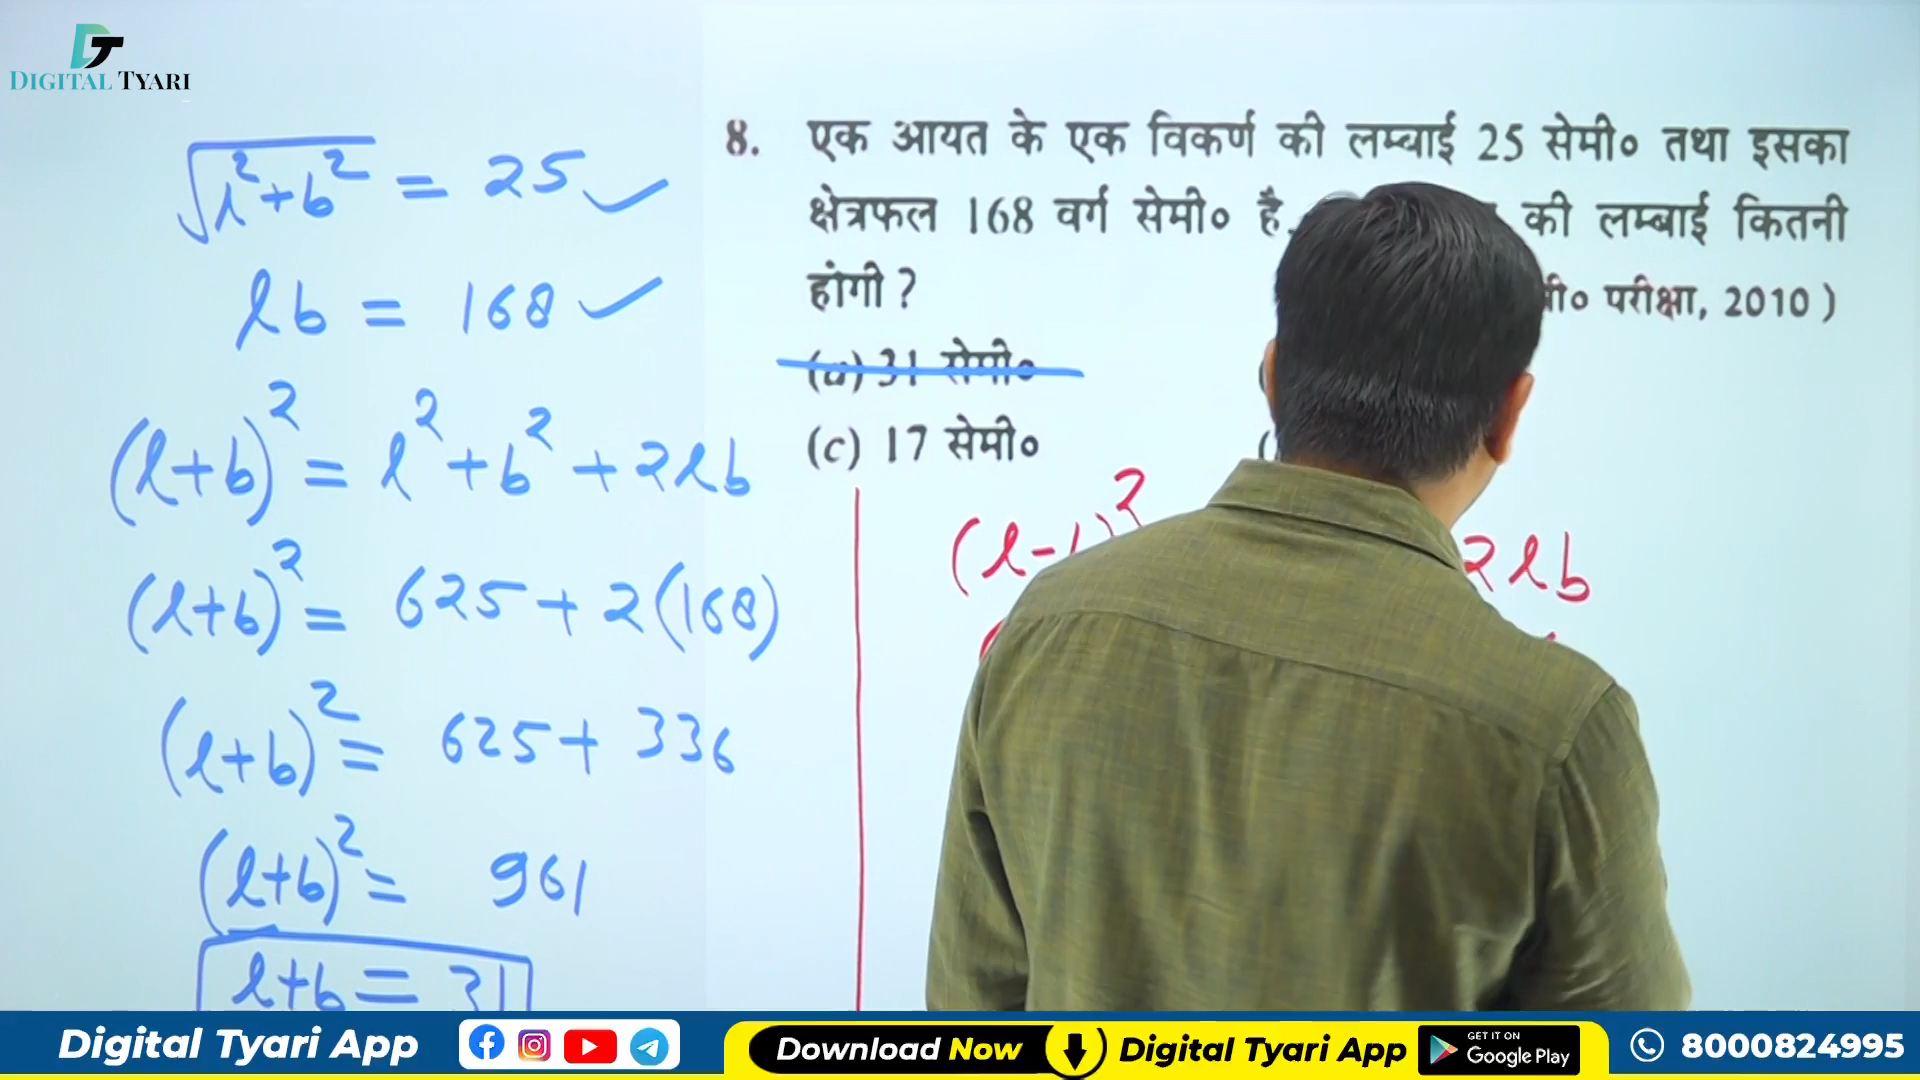 DT
DIGITAL TYARI
√l²+b² = 25 ✓
lb = 168 ✓
(l+b)² = l²+b²+2lb
(l+b)² = 625+2(168)
(l+b)² = 625+336
(l+b)² = 961
l+b = 31
8. एक आयत के एक विकर्ण की लम्बाई 25 सेमी० तथा इसका
क्षेत्रफल 168 वर्ग सेमी० है, की लम्बाई कितनी
होगी ?
परीक्षा, 2010 )
(a) 31 सेमी०
(c) 17 सेमी०
(l- ² 2lb
Digital Tyari App
Download Now Digital Tyari App GET IT ON
Google Play
8000824995